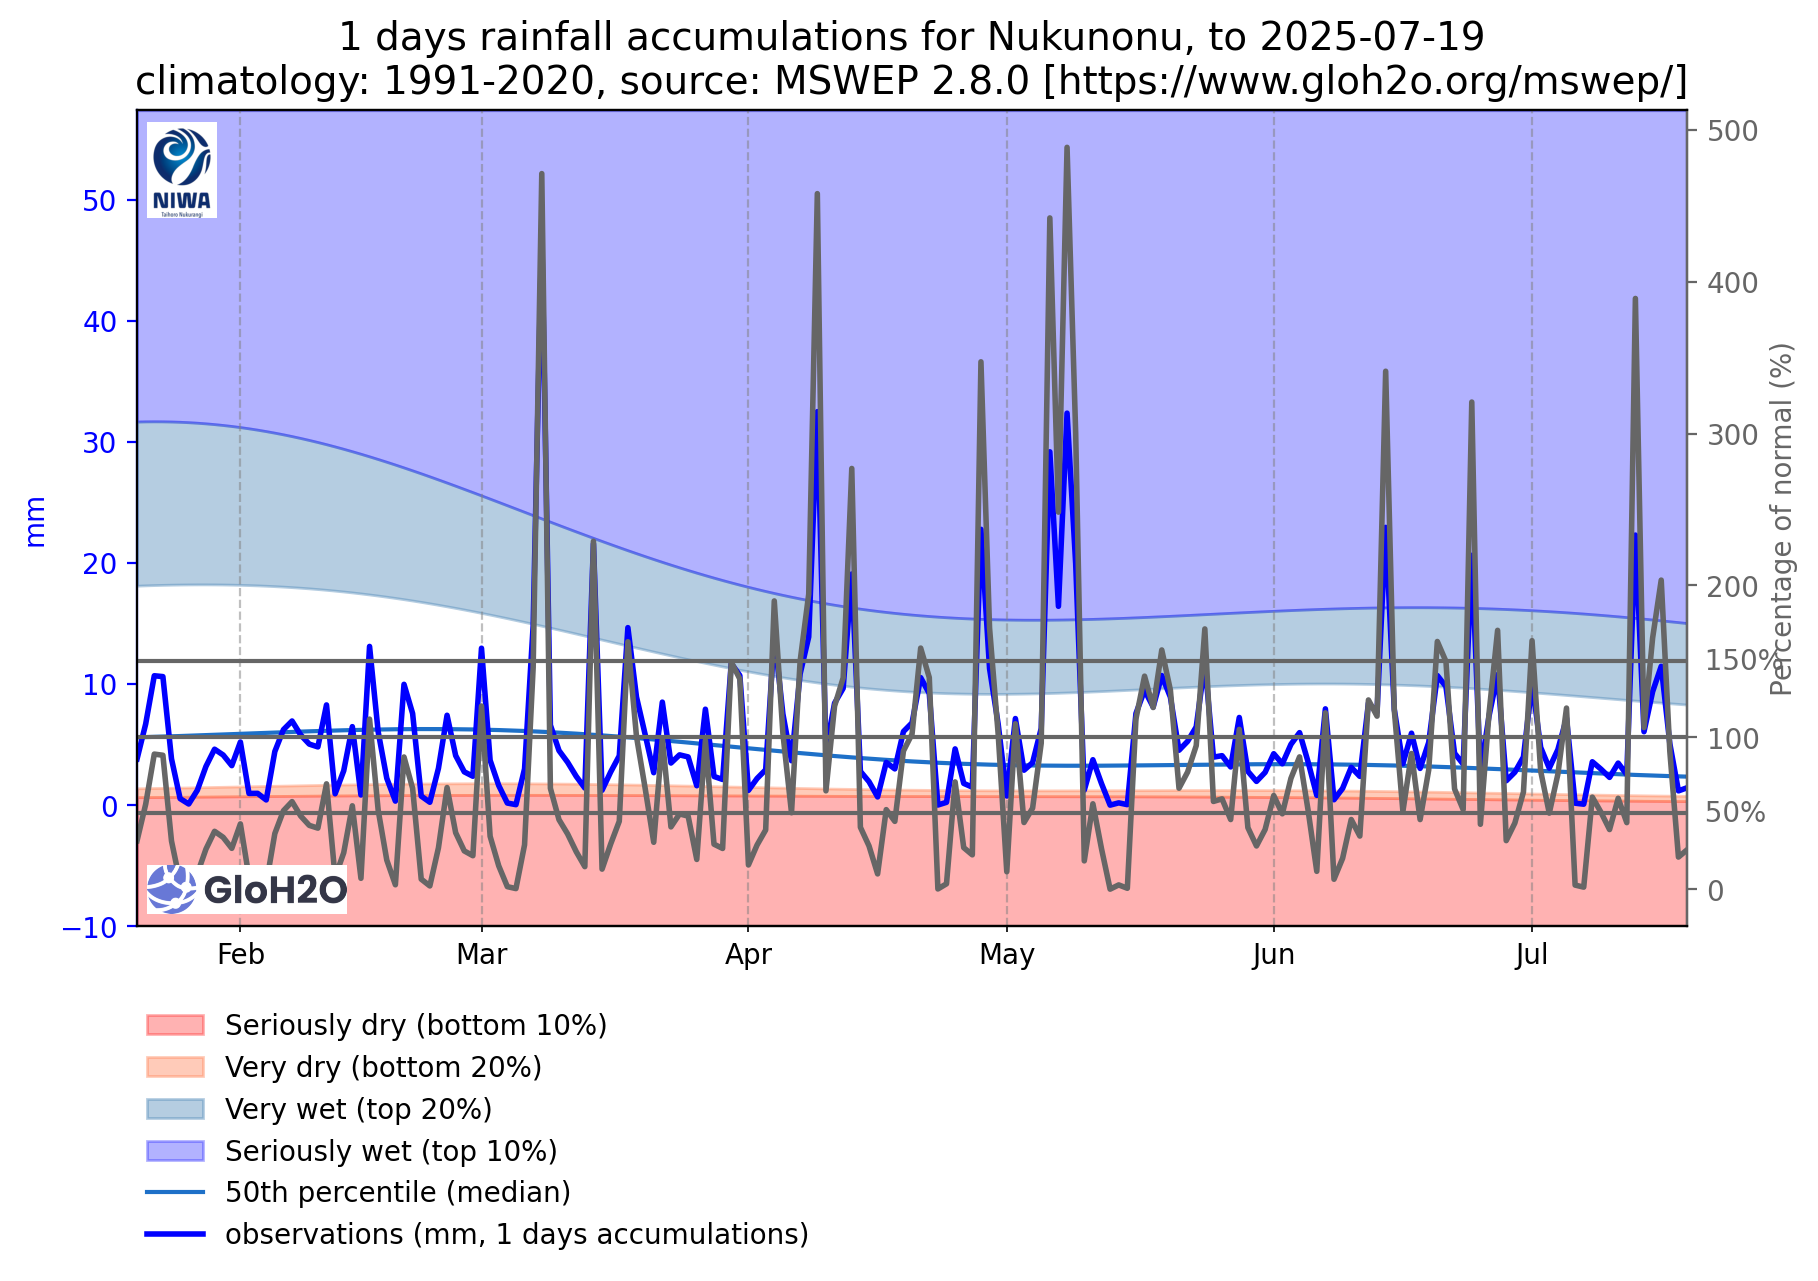 1 days rainfall accumulations for Nukunonu, to 2025-07-19
climatology: 1991-2020, source: MSWEP 2.8.0 [https://www.gloh2o.org/mswep/]
NIWA
Taihoro Nukurangi
mm
50
40
30
20
10
0
−10
500
400
300
200
150%
100
50%
0
Percentage of normal (%)
GloH2O
Feb
Mar
Apr
May
Jun
Jul
Seriously dry (bottom 10%)
Very dry (bottom 20%)
Very wet (top 20%)
Seriously wet (top 10%)
50th percentile (median)
observations (mm, 1 days accumulations)